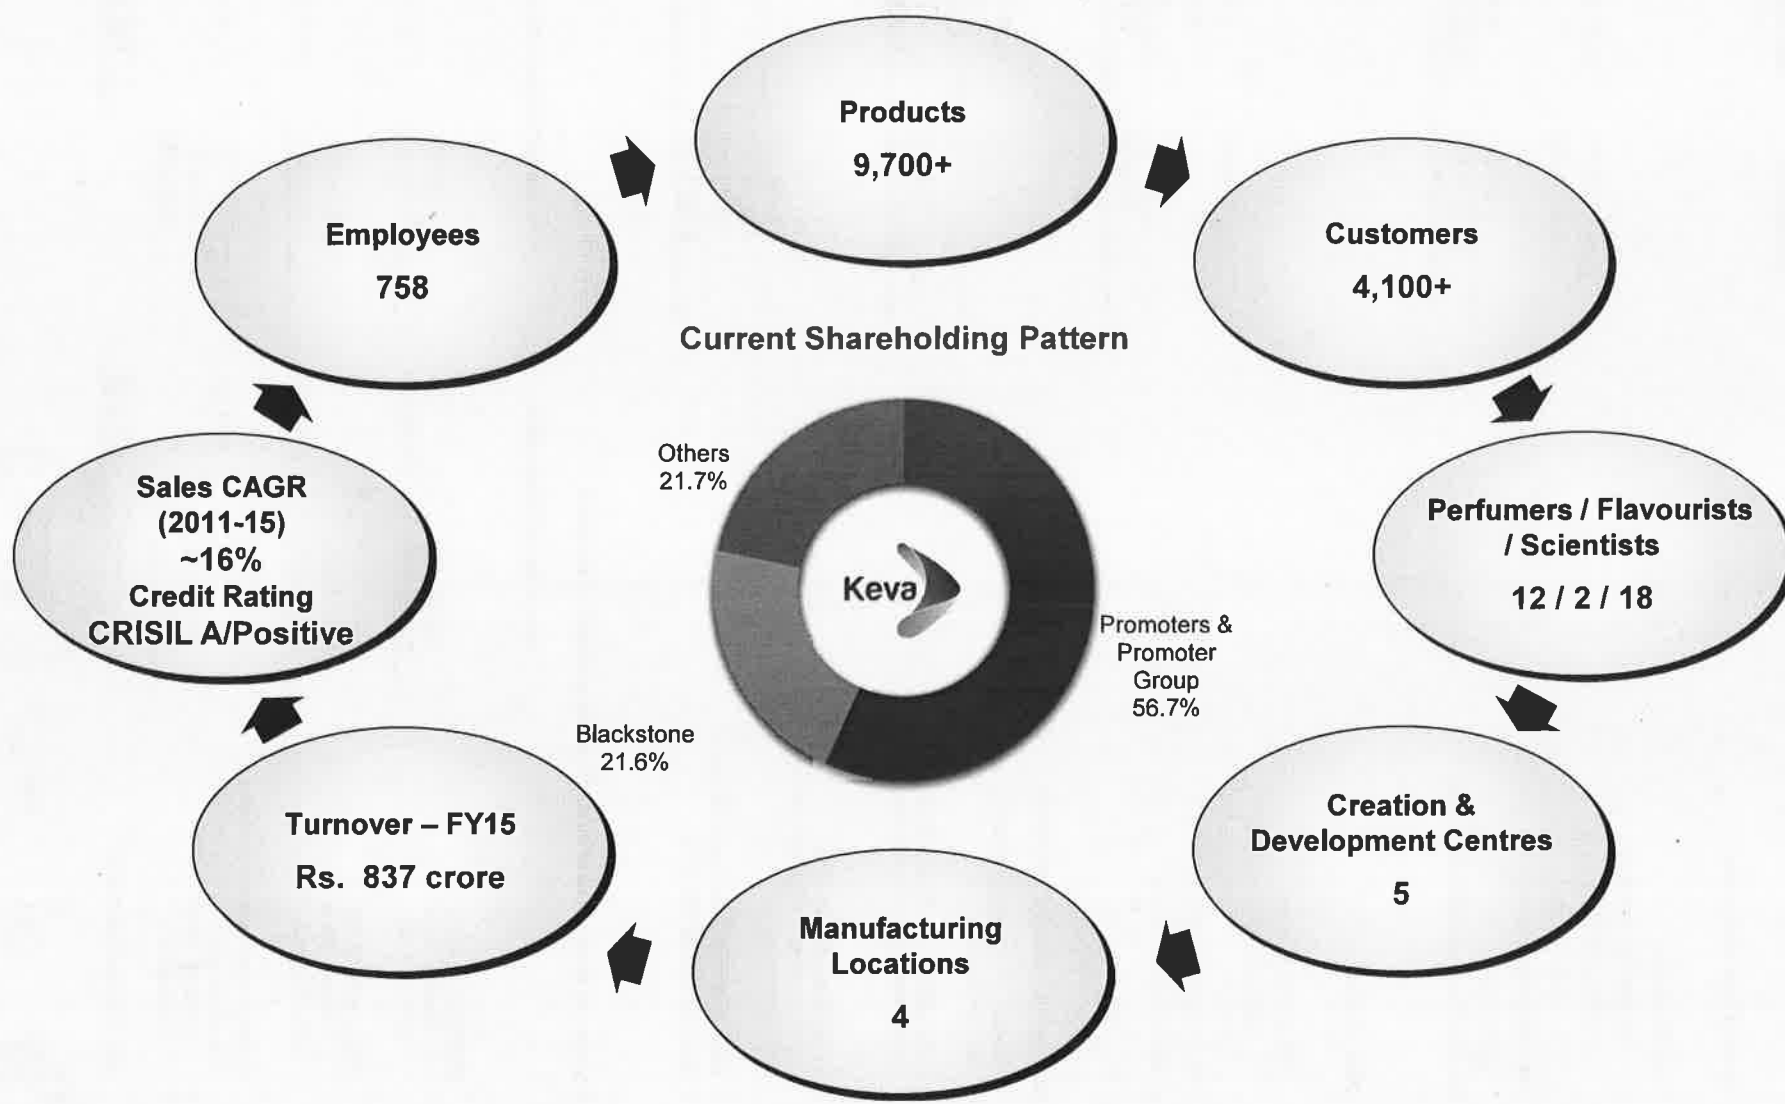 Products
9,700+
Employees
758
Customers
4,100+
Current Shareholding Pattern
Others
21.7%
Sales CAGR
(2011-15)
~16%
Credit Rating
CRISIL A/Positive
Keva
Perfumers / Flavourists
/ Scientists
12 / 2 / 18
Promoters &
Promoter
Group
56.7%
Blackstone
21.6%
Turnover – FY15
Rs.  837 crore
Creation &
Development Centres
5
Manufacturing
Locations
4